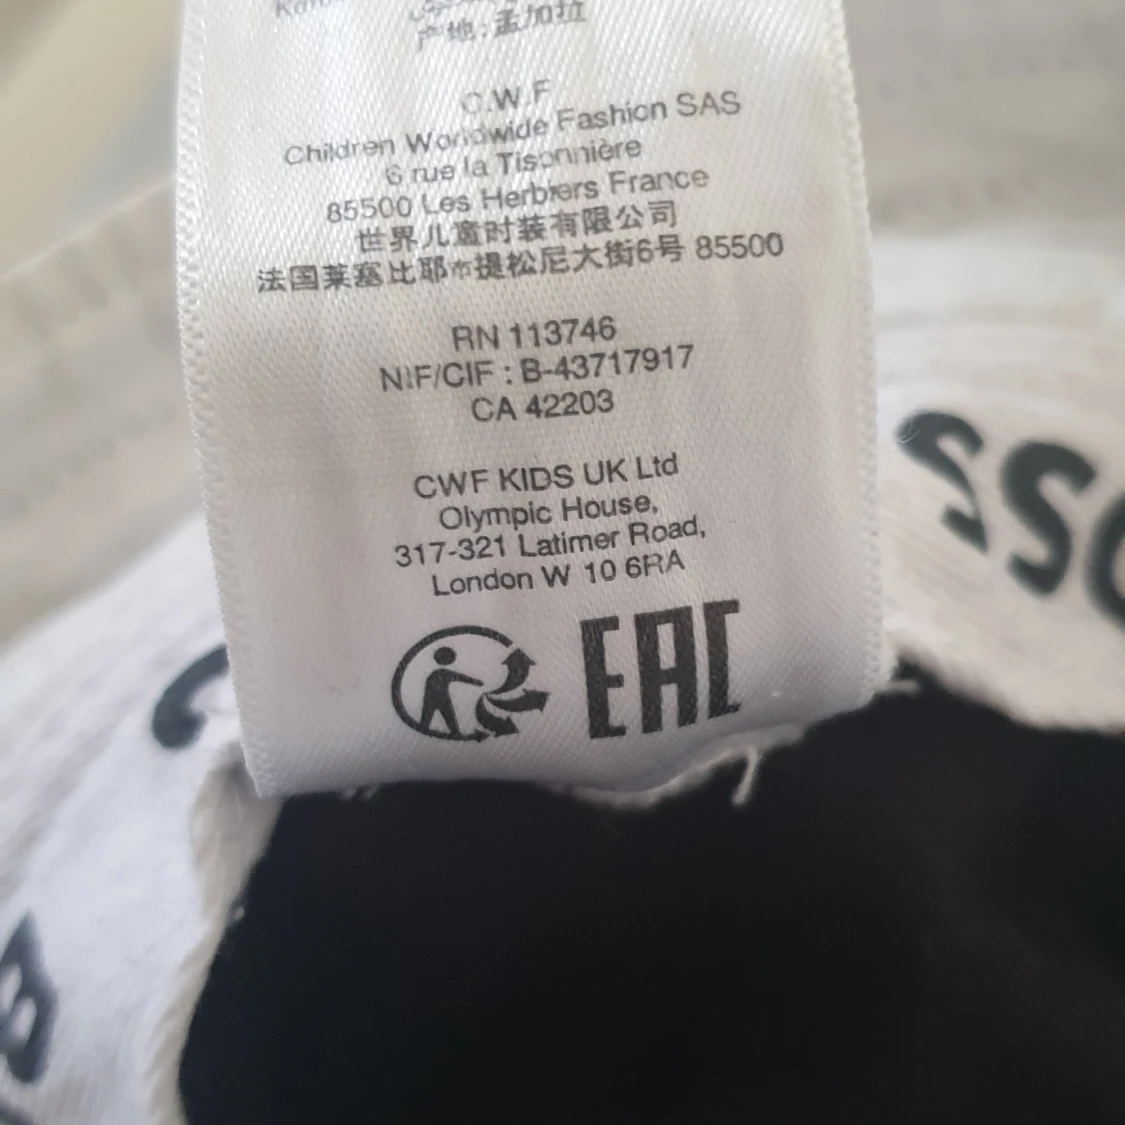 产地:孟加拉
C.W.F
Children Worldwide Fashion SAS
6 rue la Tisonnière
85500 Les Herbiers France
世界儿童时装有限公司
法国莱塞比耶市提松尼大街6号 85500
RN 113746
NIF/CIF : B-43717917
CA 42203
CWF KIDS UK Ltd
Olympic House,
317-321 Latimer Road,
London W 10 6RA
EAC